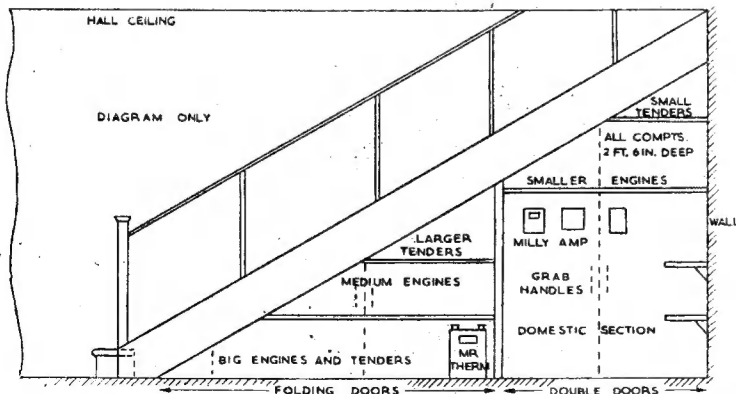 HALL CEILING
DIAGRAM ONLY
SMALL
TENDERS
ALL COMPTS.
2 FT. 6 IN. DEEP
SMALLER ENGINES
WALL
MILLY AMP
LARGER
TENDERS
MEDIUM ENGINES
GRAB
HANDLES
DOMESTIC SECTION
BIG ENGINES AND TENDERS
MR.
THERM
FOLDING DOORS
DOUBLE DOORS